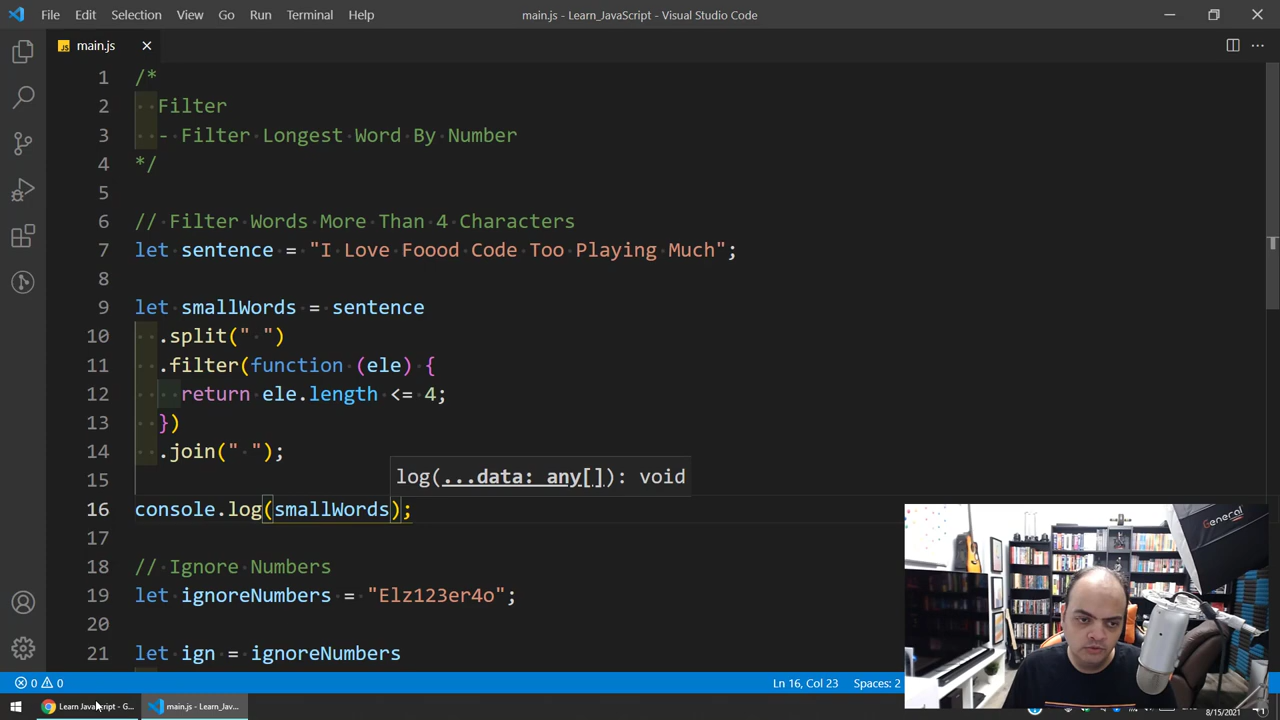 File Edit Selection View Go Run Terminal Help
main.js - Learn_JavaScript - Visual Studio Code
JS main.js
1 /*
2 Filter
3 - Filter Longest Word By Number
4 */
5
6 // Filter Words More Than 4 Characters
7 let sentence = "I Love Foood Code Too Playing Much";
8
9 let smallWords = sentence
10 .split(" ")
11 .filter(function (ele) {
12 return ele.length <= 4;
13 })
14 .join(" ");
15
log(...data: any[]): void
16 console.log(smallWords);
17
18 // Ignore Numbers
19 let ignoreNumbers = "Elz123er4o";
20
21 let ign = ignoreNumbers
General
0 0
Ln 16, Col 23
Spaces: 2
Learn JavaScript - G...
main.js - Learn_Jav...
8/15/2021